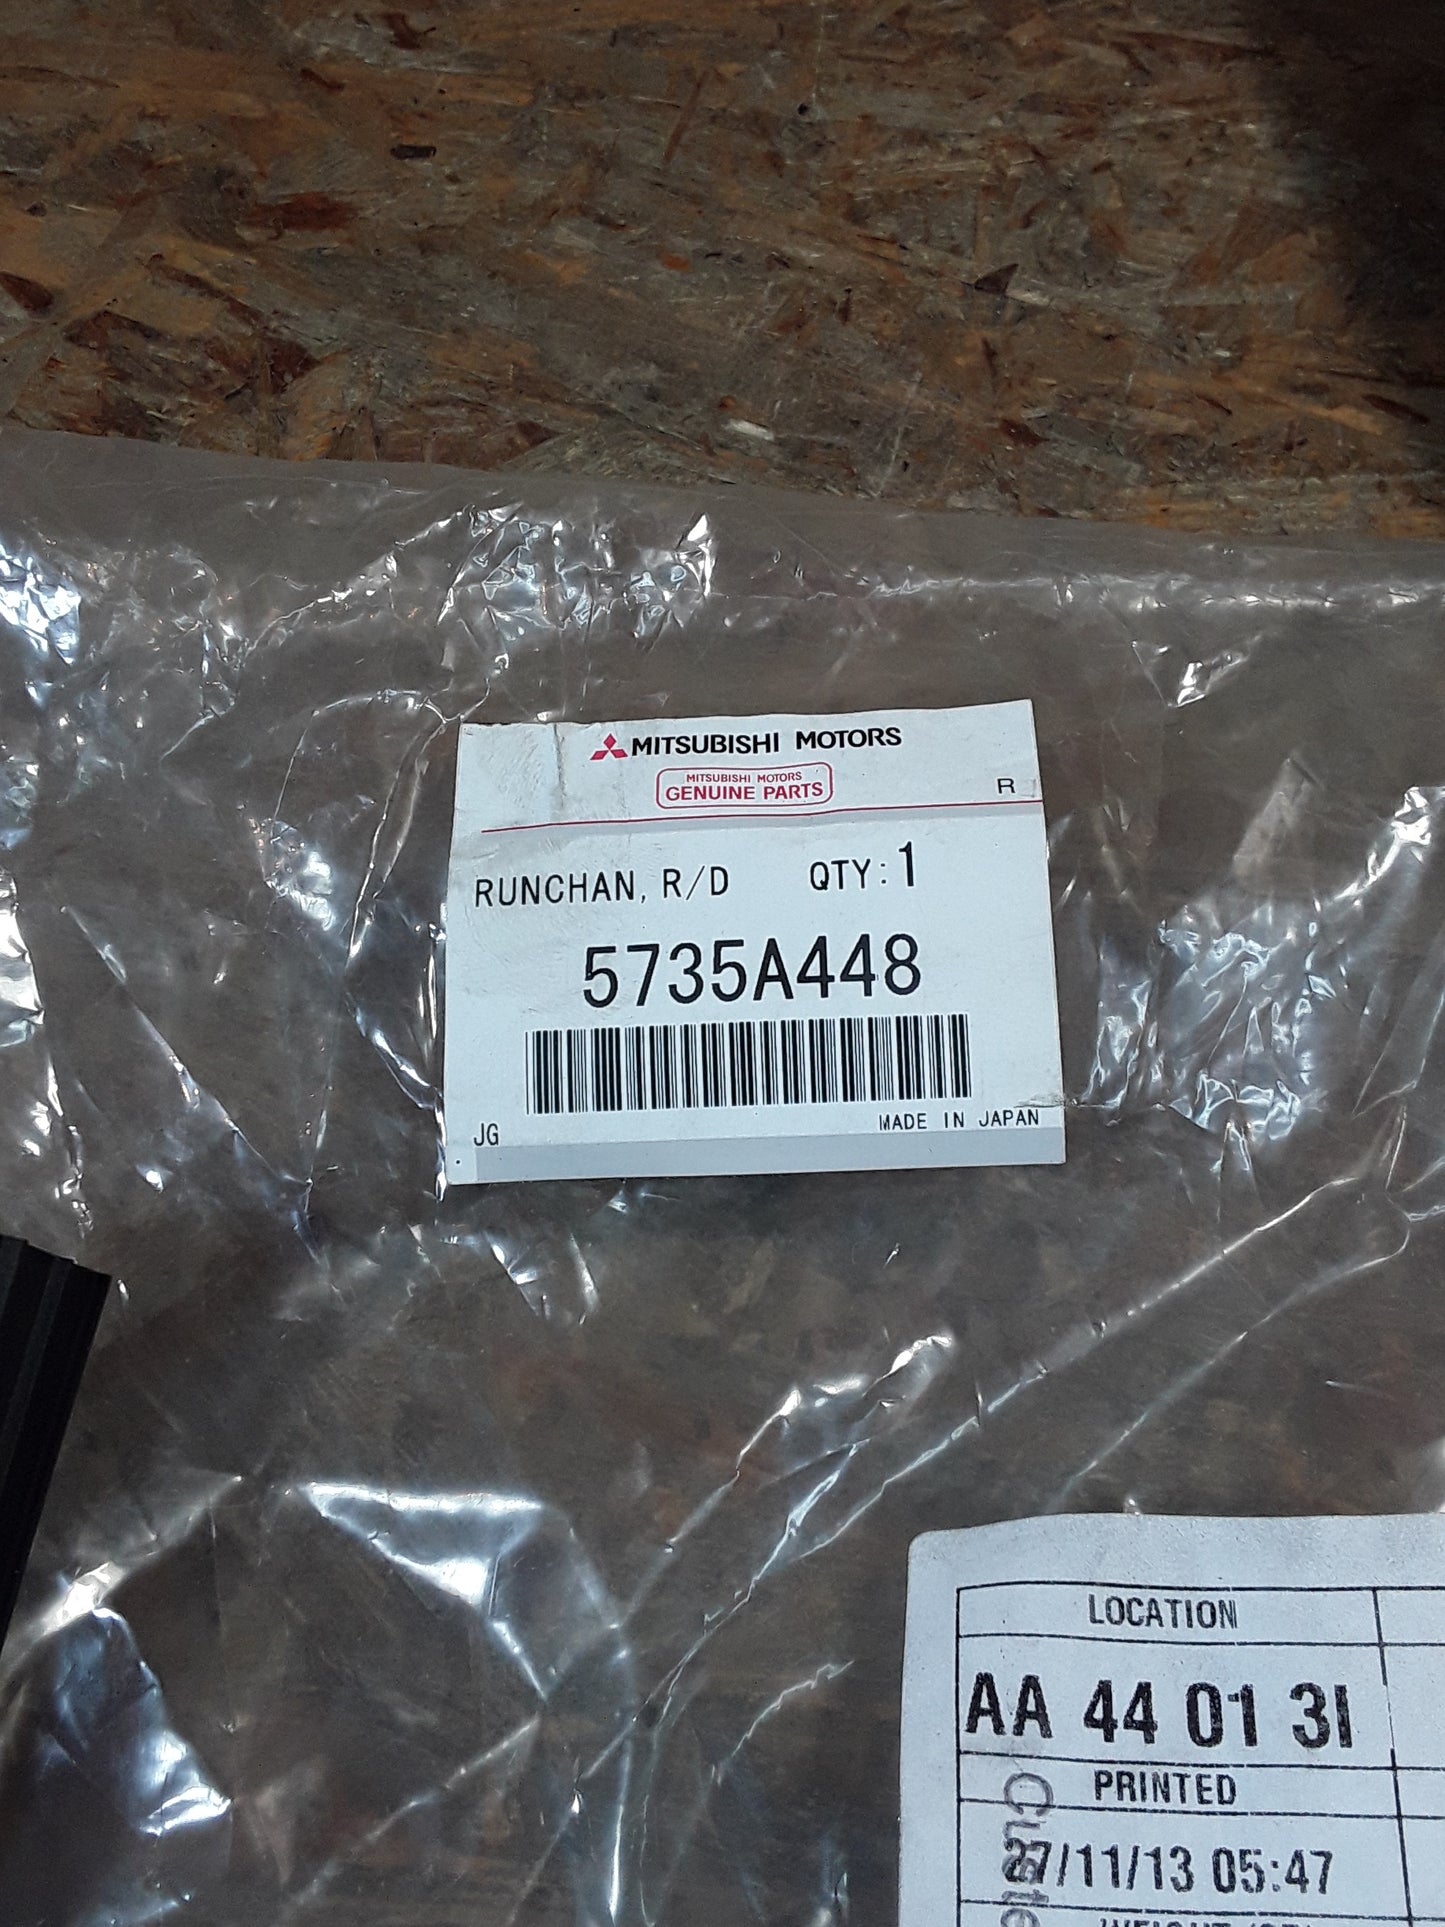 MITSUBISHI MOTORS
MITSUBISHI MOTORS
GENUINE PARTS
R
RUNCHAN, R/D QTY: 1
5735A448
JG
MADE IN JAPAN
LOCATION
AA 44 01 3I
PRINTED
27/11/13 05:47